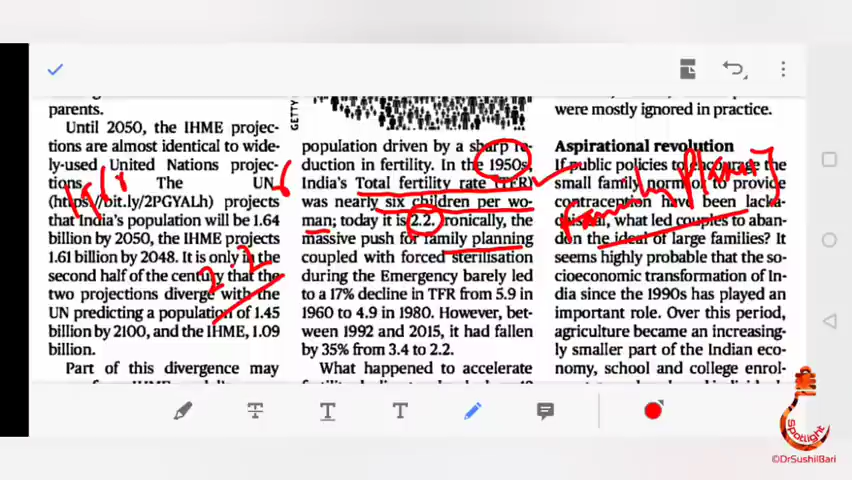 parents.
Until 2050, the IHME projec-
tions are almost identical to wide-
ly-used United Nations projec-
tions. The UN
(https://bit.ly/2PGYALh) projects
that India's population will be 1.64
billion by 2050, the IHME projects
1.61 billion by 2048. It is only in the
second half of the century that the
two projections diverge with the
UN predicting a population of 1.45
billion by 2100, and the IHME, 1.09
billion.
Part of this divergence may
6
2.2
GETTY
population driven by a sharp re-
duction in fertility. In the 1950s,
India's Total fertility rate (TFR)
was nearly six children per wo-
man; today it is 2.2. Ironically, the
massive push for family planning
coupled with forced sterilisation
during the Emergency barely led
to a 17% decline in TFR from 5.9 in
1960 to 4.9 in 1980. However, bet-
ween 1992 and 2015, it had fallen
by 35% from 3.4 to 2.2.
What happened to accelerate
were mostly ignored in practice.
Aspirational revolution
If public policies to encourage the
small family norm or to provide
contraception have been lacka-
daisical, what led couples to aban-
don the ideal of large families? It
seems highly probable that the so-
cioeconomic transformation of In-
dia since the 1990s has played an
important role. Over this period,
agriculture became an increasing-
ly smaller part of the Indian eco-
nomy, school and college enrol-
Family
Spotlight
©DrSushilBari